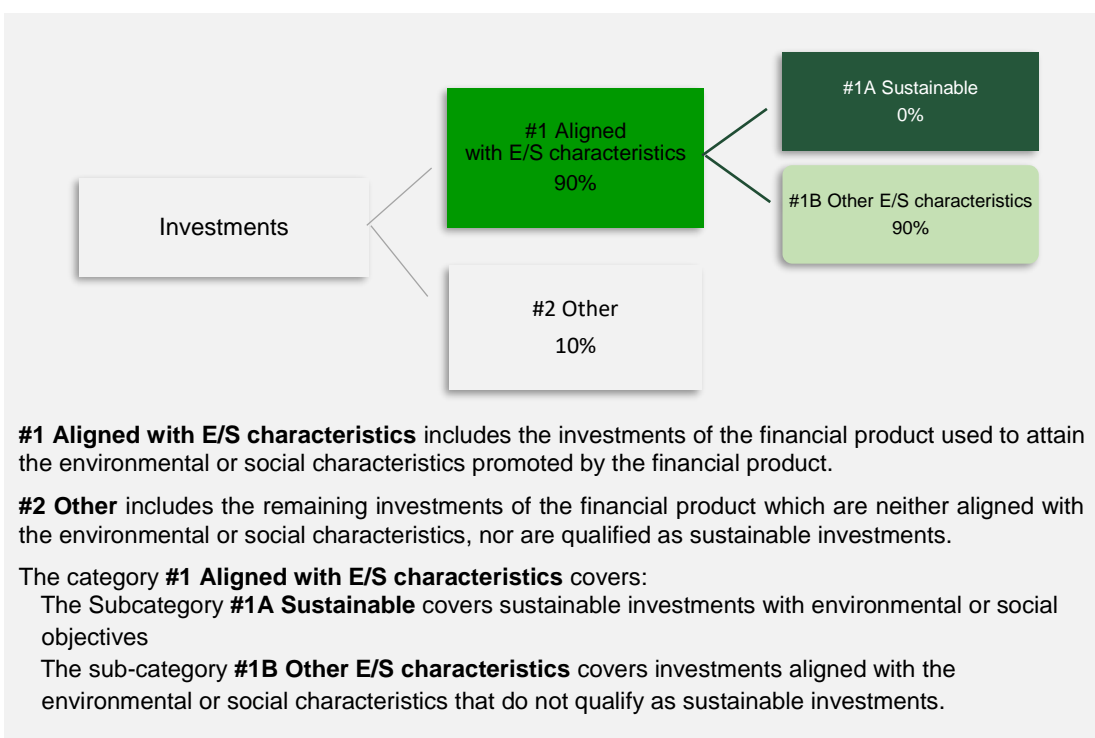 #1A Sustainable
0%
#1 Aligned
with E/S characteristics
90%
#1B Other E/S characteristics
90%
Investments
#2 Other
10%
#1 Aligned with E/S characteristics includes the investments of the financial product used to attain
the environmental or social characteristics promoted by the financial product.
#2 Other includes the remaining investments of the financial product which are neither aligned with
the environmental or social characteristics, nor are qualified as sustainable investments.
The category #1 Aligned with E/S characteristics covers:
The Subcategory #1A Sustainable covers sustainable investments with environmental or social
objectives
The sub-category #1B Other E/S characteristics covers investments aligned with the
environmental or social characteristics that do not qualify as sustainable investments.